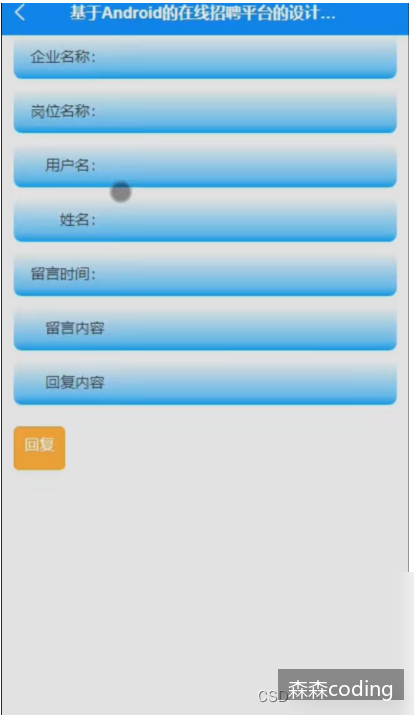 基于Android的在线招聘平台的设计...
企业名称：
岗位名称：
用户名：
姓名：
留言时间：
留言内容
回复内容
回复
CSD
森森coding